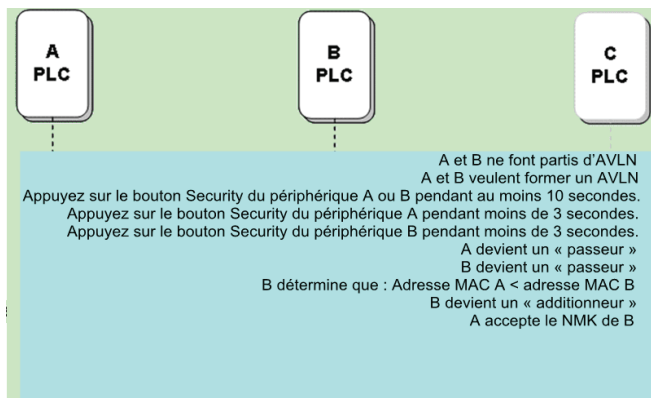 A
PLC
B
PLC
C
PLC
A et B ne font partis d'AVLN
A et B veulent former un AVLN
Appuyez sur le bouton Security du périphérique A ou B pendant au moins 10 secondes.
Appuyez sur le bouton Security du périphérique A pendant moins de 3 secondes.
Appuyez sur le bouton Security du périphérique B pendant moins de 3 secondes.
A devient un « passeur »
B devient un « passeur »
B détermine que : Adresse MAC A < adresse MAC B
B devient un « additionneur »
A accepte le NMK de B